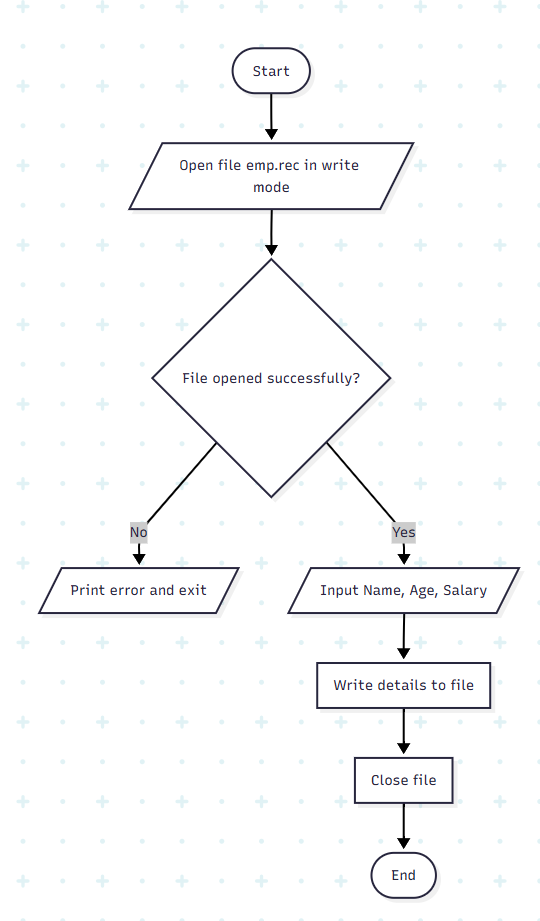 Start
Open file emp.rec in write
mode
File opened successfully?
No
Yes
Print error and exit
Input Name, Age, Salary
Write details to file
Close file
End